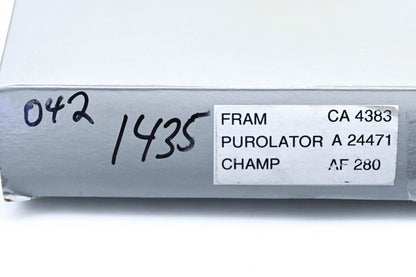 042
1435
FRAM CA 4383
PUROLATOR A 24471
CHAMP AF 280